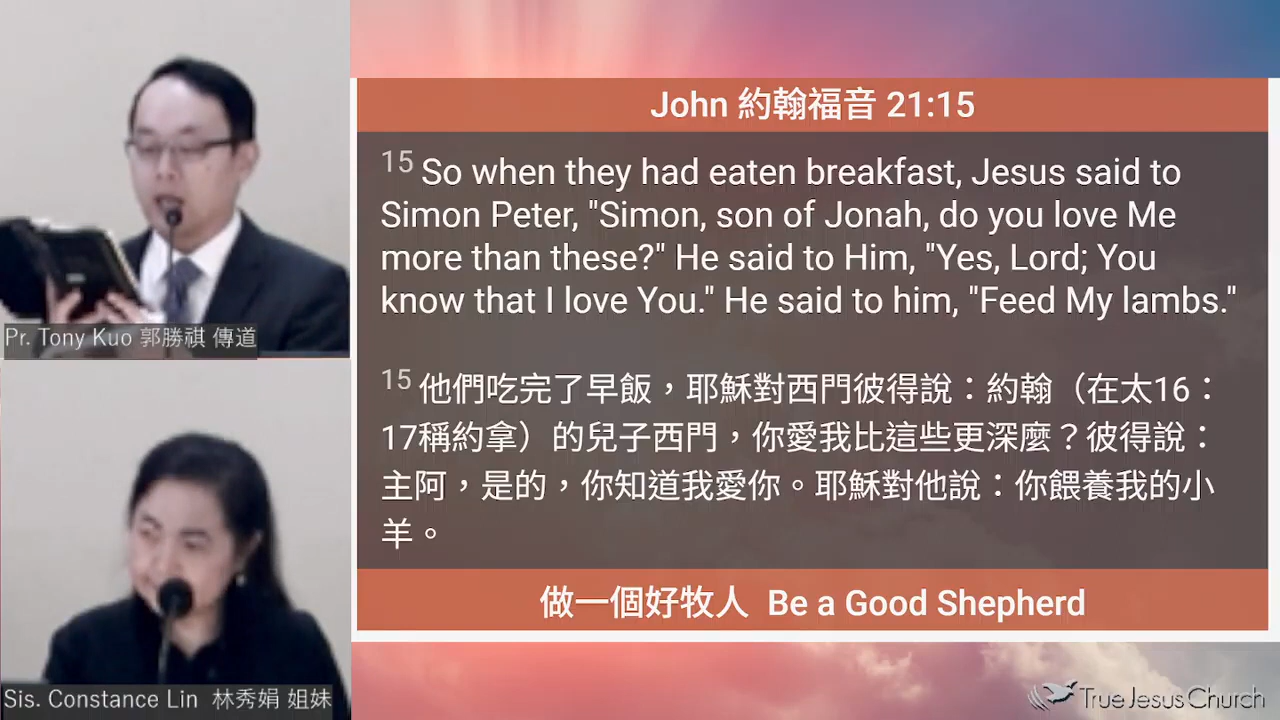 Pr. Tony Kuo 郭勝祺 傳道
Sis. Constance Lin 林秀娟 姐妹
John 約翰福音 21:15
15 So when they had eaten breakfast, Jesus said to
Simon Peter, "Simon, son of Jonah, do you love Me
more than these?" He said to Him, "Yes, Lord; You
know that I love You." He said to him, "Feed My lambs."
15 他們吃完了早飯，耶穌對西門彼得說：約翰（在太16：
17稱約拿）的兒子西門，你愛我比這些更深麼？彼得說：
主阿，是的，你知道我愛你。耶穌對他說：你餵養我的小
羊。
做一個好牧人 Be a Good Shepherd
True Jesus Church